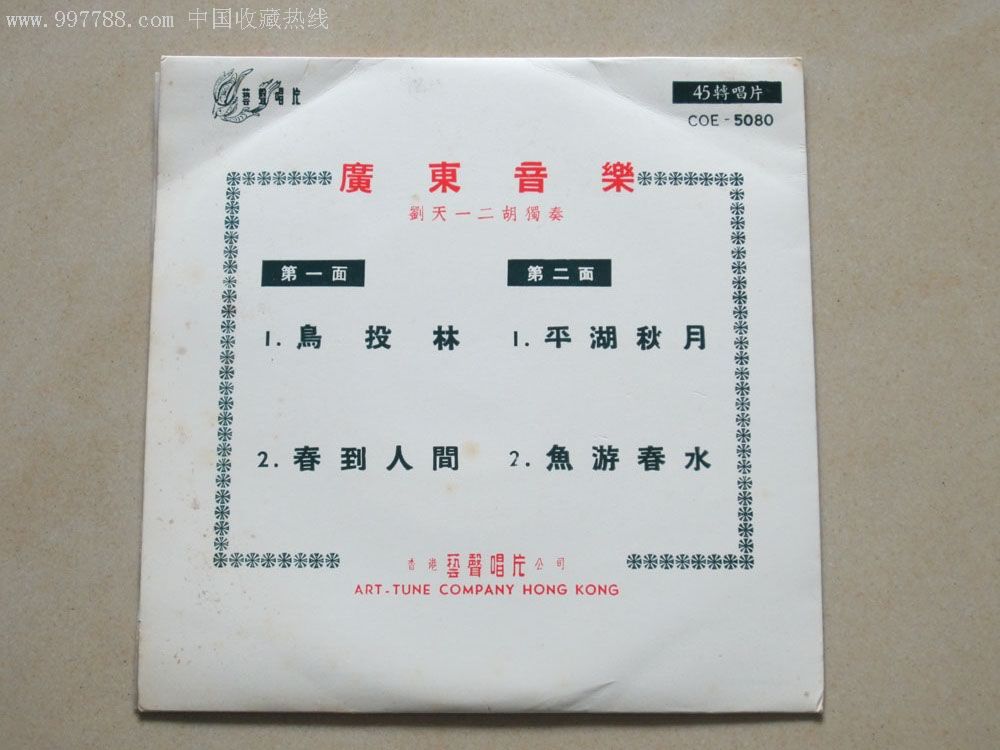 www.997788.com 中国收藏热线
藝聲唱片
45轉唱片
COE-5080
廣東音樂
劉天一二胡獨奏
第一面
1. 鳥投林
2. 春到人間
第二面
1. 平湖秋月
2. 魚游春水
香港藝聲唱片公司
ART-TUNE COMPANY HONG KONG